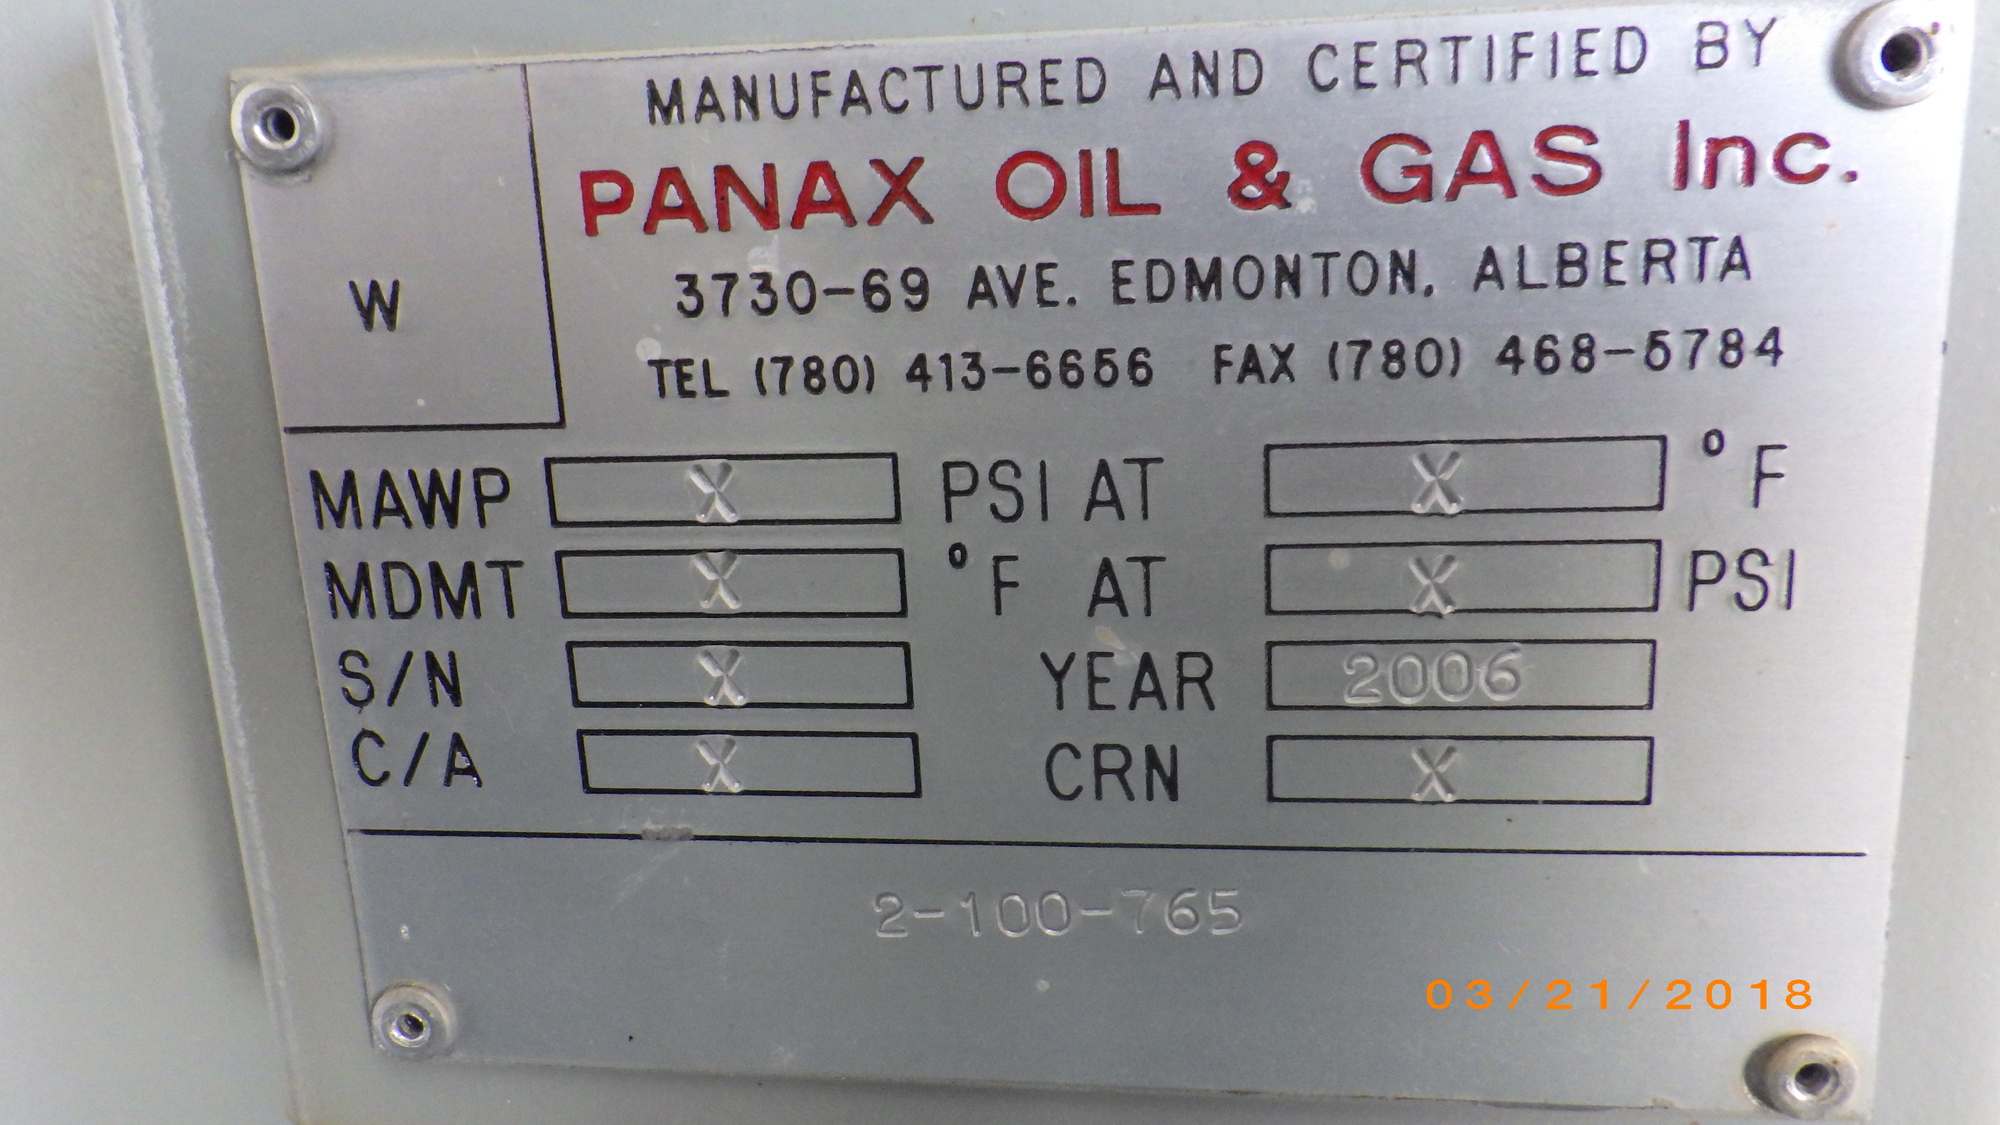 MANUFACTURED AND CERTIFIED BY
PANAX OIL & GAS Inc.
3730-69 AVE. EDMONTON, ALBERTA
TEL (780) 413-6656 FAX (780) 468-5784
W
MAWP X PSI AT X °F
MDMT X °F AT X PSI
S/N X YEAR 2006
C/A X CRN X
2-100-765
03/21/2018